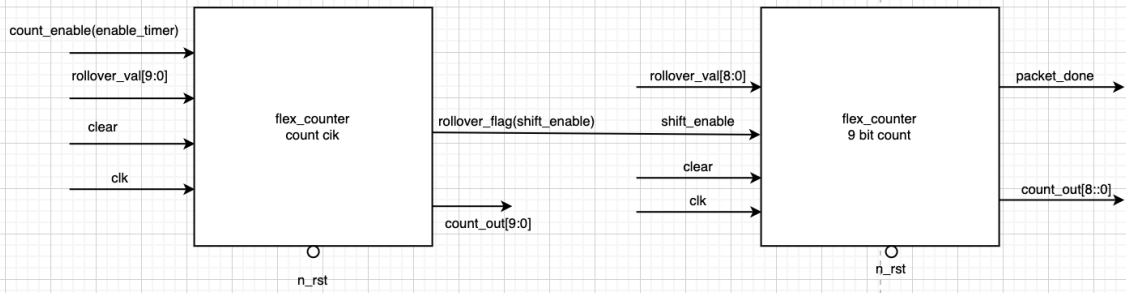 count_enable(enable_timer)
rollover_val[9:0]
clear
clk
flex_counter
count clk
rollover_flag(shift_enable)
count_out[9:0]
n_rst
rollover_val[8:0]
shift_enable
clear
clk
flex_counter
9 bit count
packet_done
count_out[8::0]
n_rst